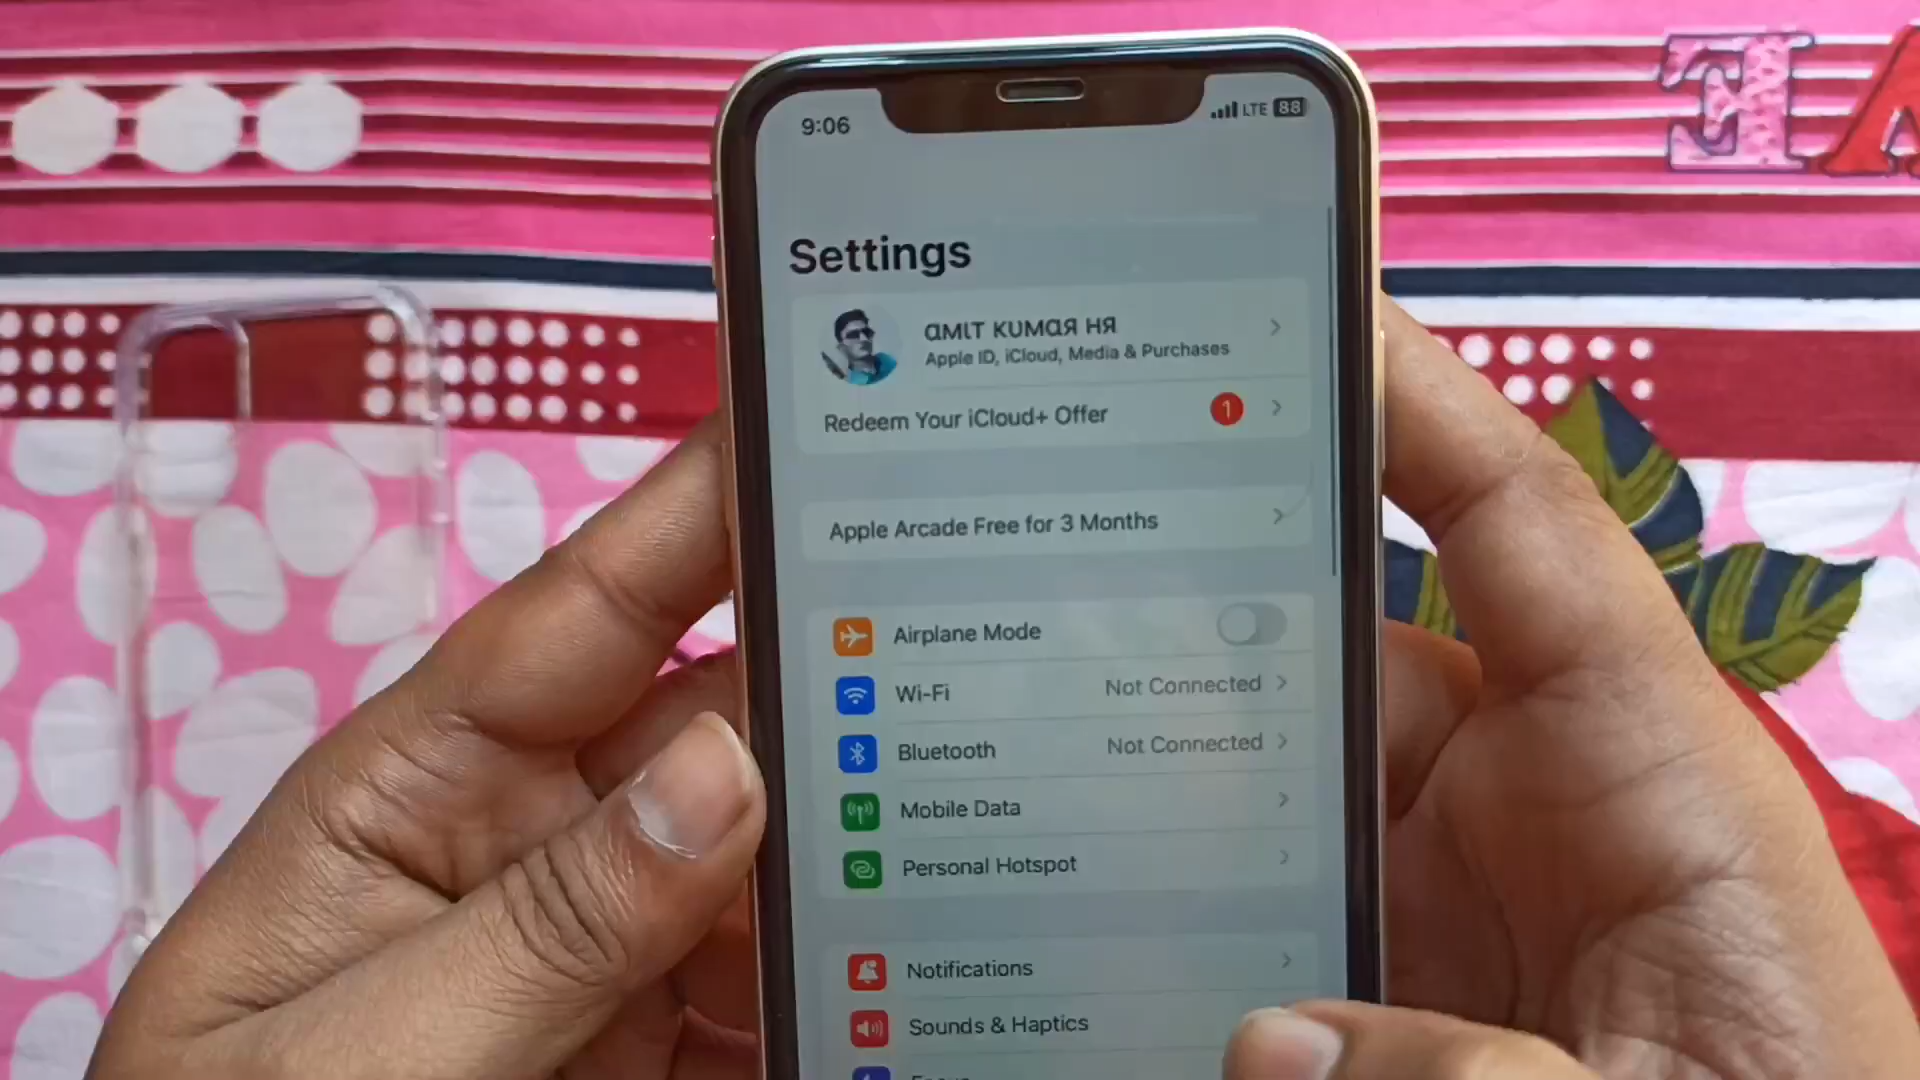 9:06
LTE 88
Settings
ɑMIT KUMɑЯ HЯ
Apple ID, iCloud, Media & Purchases
Redeem Your iCloud+ Offer 1
Apple Arcade Free for 3 Months
Airplane Mode
Wi-Fi Not Connected
Bluetooth Not Connected
Mobile Data
Personal Hotspot
Notifications
Sounds & Haptics